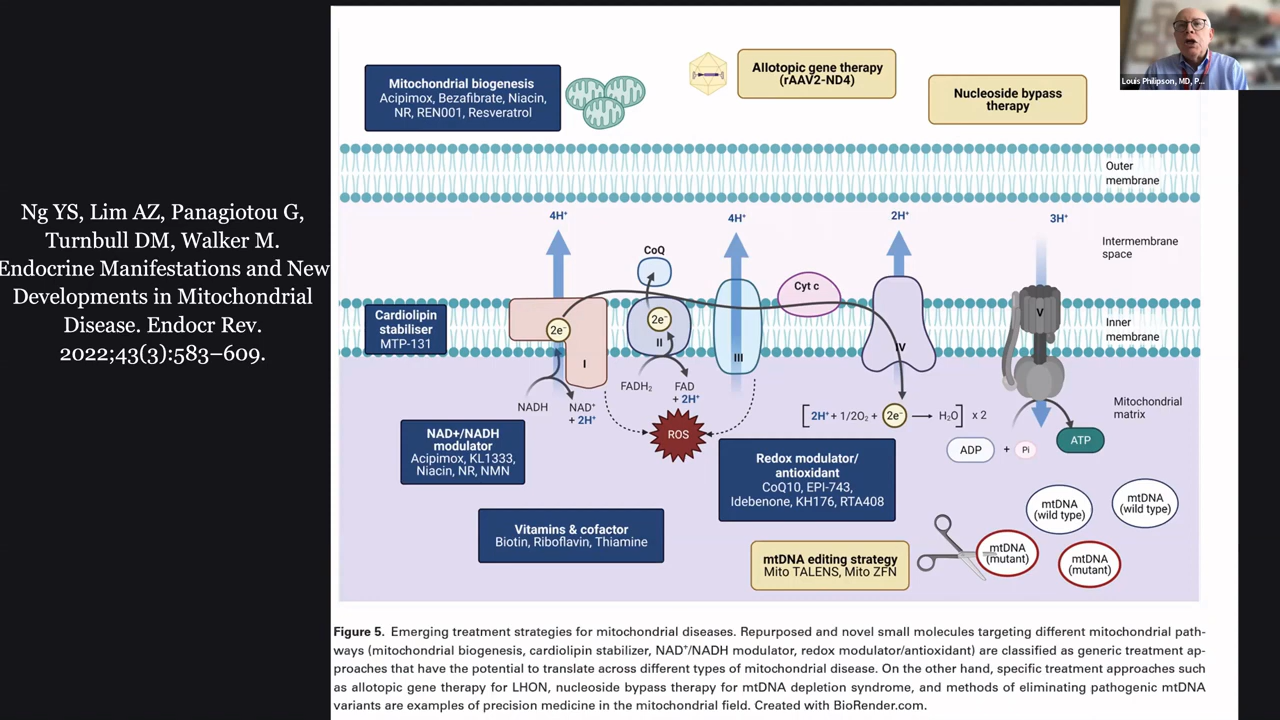 Louis Philipson, MD, P...
Ng YS, Lim AZ, Panagiotou G,
Turnbull DM, Walker M.
Endocrine Manifestations and New
Developments in Mitochondrial
Disease. Endocr Rev.
2022;43(3):583–609.
Mitochondrial biogenesis
Acipimox, Bezafibrate, Niacin,
NR, REN001, Resveratrol
Allotopic gene therapy
(rAAV2-ND4)
Nucleoside bypass
therapy
Outer
membrane
4H⁺
4H⁺
2H⁺
3H⁺
Intermembrane
space
CoQ
Cyt c
Cardiolipin
stabiliser
MTP-131
2e⁻
I
2e⁻
II
III
IV
V
Inner
membrane
NADH
NAD⁺
+ 2H⁺
FADH₂
FAD
+ 2H⁺
ROS
[2H⁺ + 1/2O₂ + 2e⁻ → H₂O] x 2
Mitochondrial
matrix
ADP + Pi
ATP
NAD+/NADH
modulator
Acipimox, KL1333,
Niacin, NR, NMN
Redox modulator/
antioxidant
CoQ10, EPI-743,
Idebenone, KH176, RTA408
Vitamins & cofactor
Biotin, Riboflavin, Thiamine
mtDNA editing strategy
Mito TALENS, Mito ZFN
mtDNA
(wild type)
mtDNA
(wild type)
mtDNA
(mutant)
mtDNA
(mutant)
Figure 5. Emerging treatment strategies for mitochondrial diseases. Repurposed and novel small molecules targeting different mitochondrial path-
ways (mitochondrial biogenesis, cardiolipin stabilizer, NAD⁺/NADH modulator, redox modulator/antioxidant) are classified as generic treatment ap-
proaches that have the potential to translate across different types of mitochondrial disease. On the other hand, specific treatment approaches such
as allotopic gene therapy for LHON, nucleoside bypass therapy for mtDNA depletion syndrome, and methods of eliminating pathogenic mtDNA
variants are examples of precision medicine in the mitochondrial field. Created with BioRender.com.